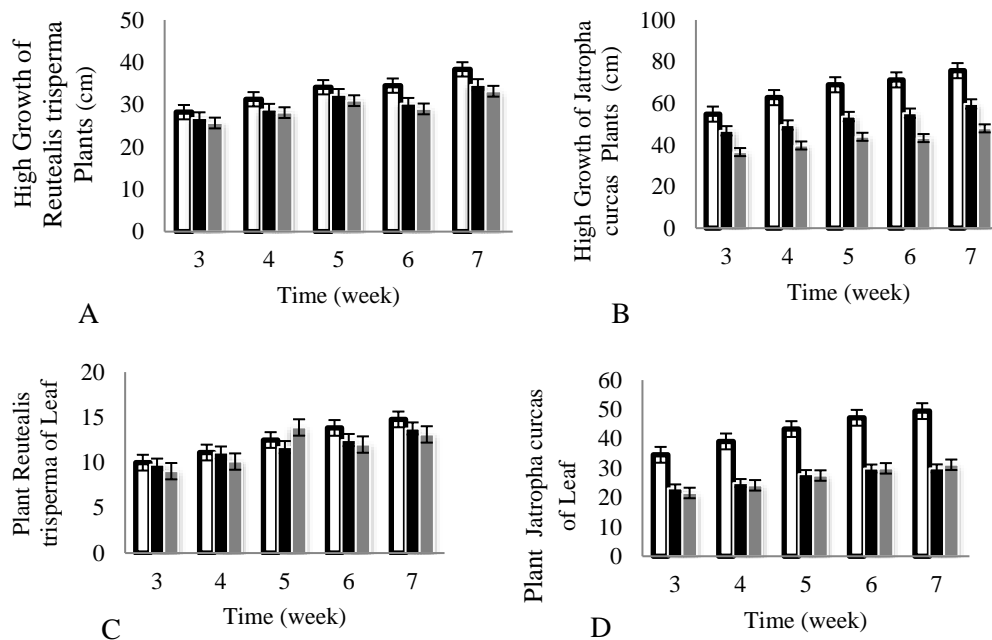 High Growth of
Reutealis trisperma
Plants (cm)
50
40
30
20
10
0
3 4 5 6 7
Time (week)
A
High Growth of Jatropha
curcas Plants (cm)
100
80
60
40
20
0
3 4 5 6 7
Time (week)
B
Plant Reutealis
trisperma of Leaf
20
15
10
5
0
3 4 5 6 7
Time (week)
C
Plant Jatropha curcas
of Leaf
60
50
40
30
20
10
0
3 4 5 6 7
Time (week)
D